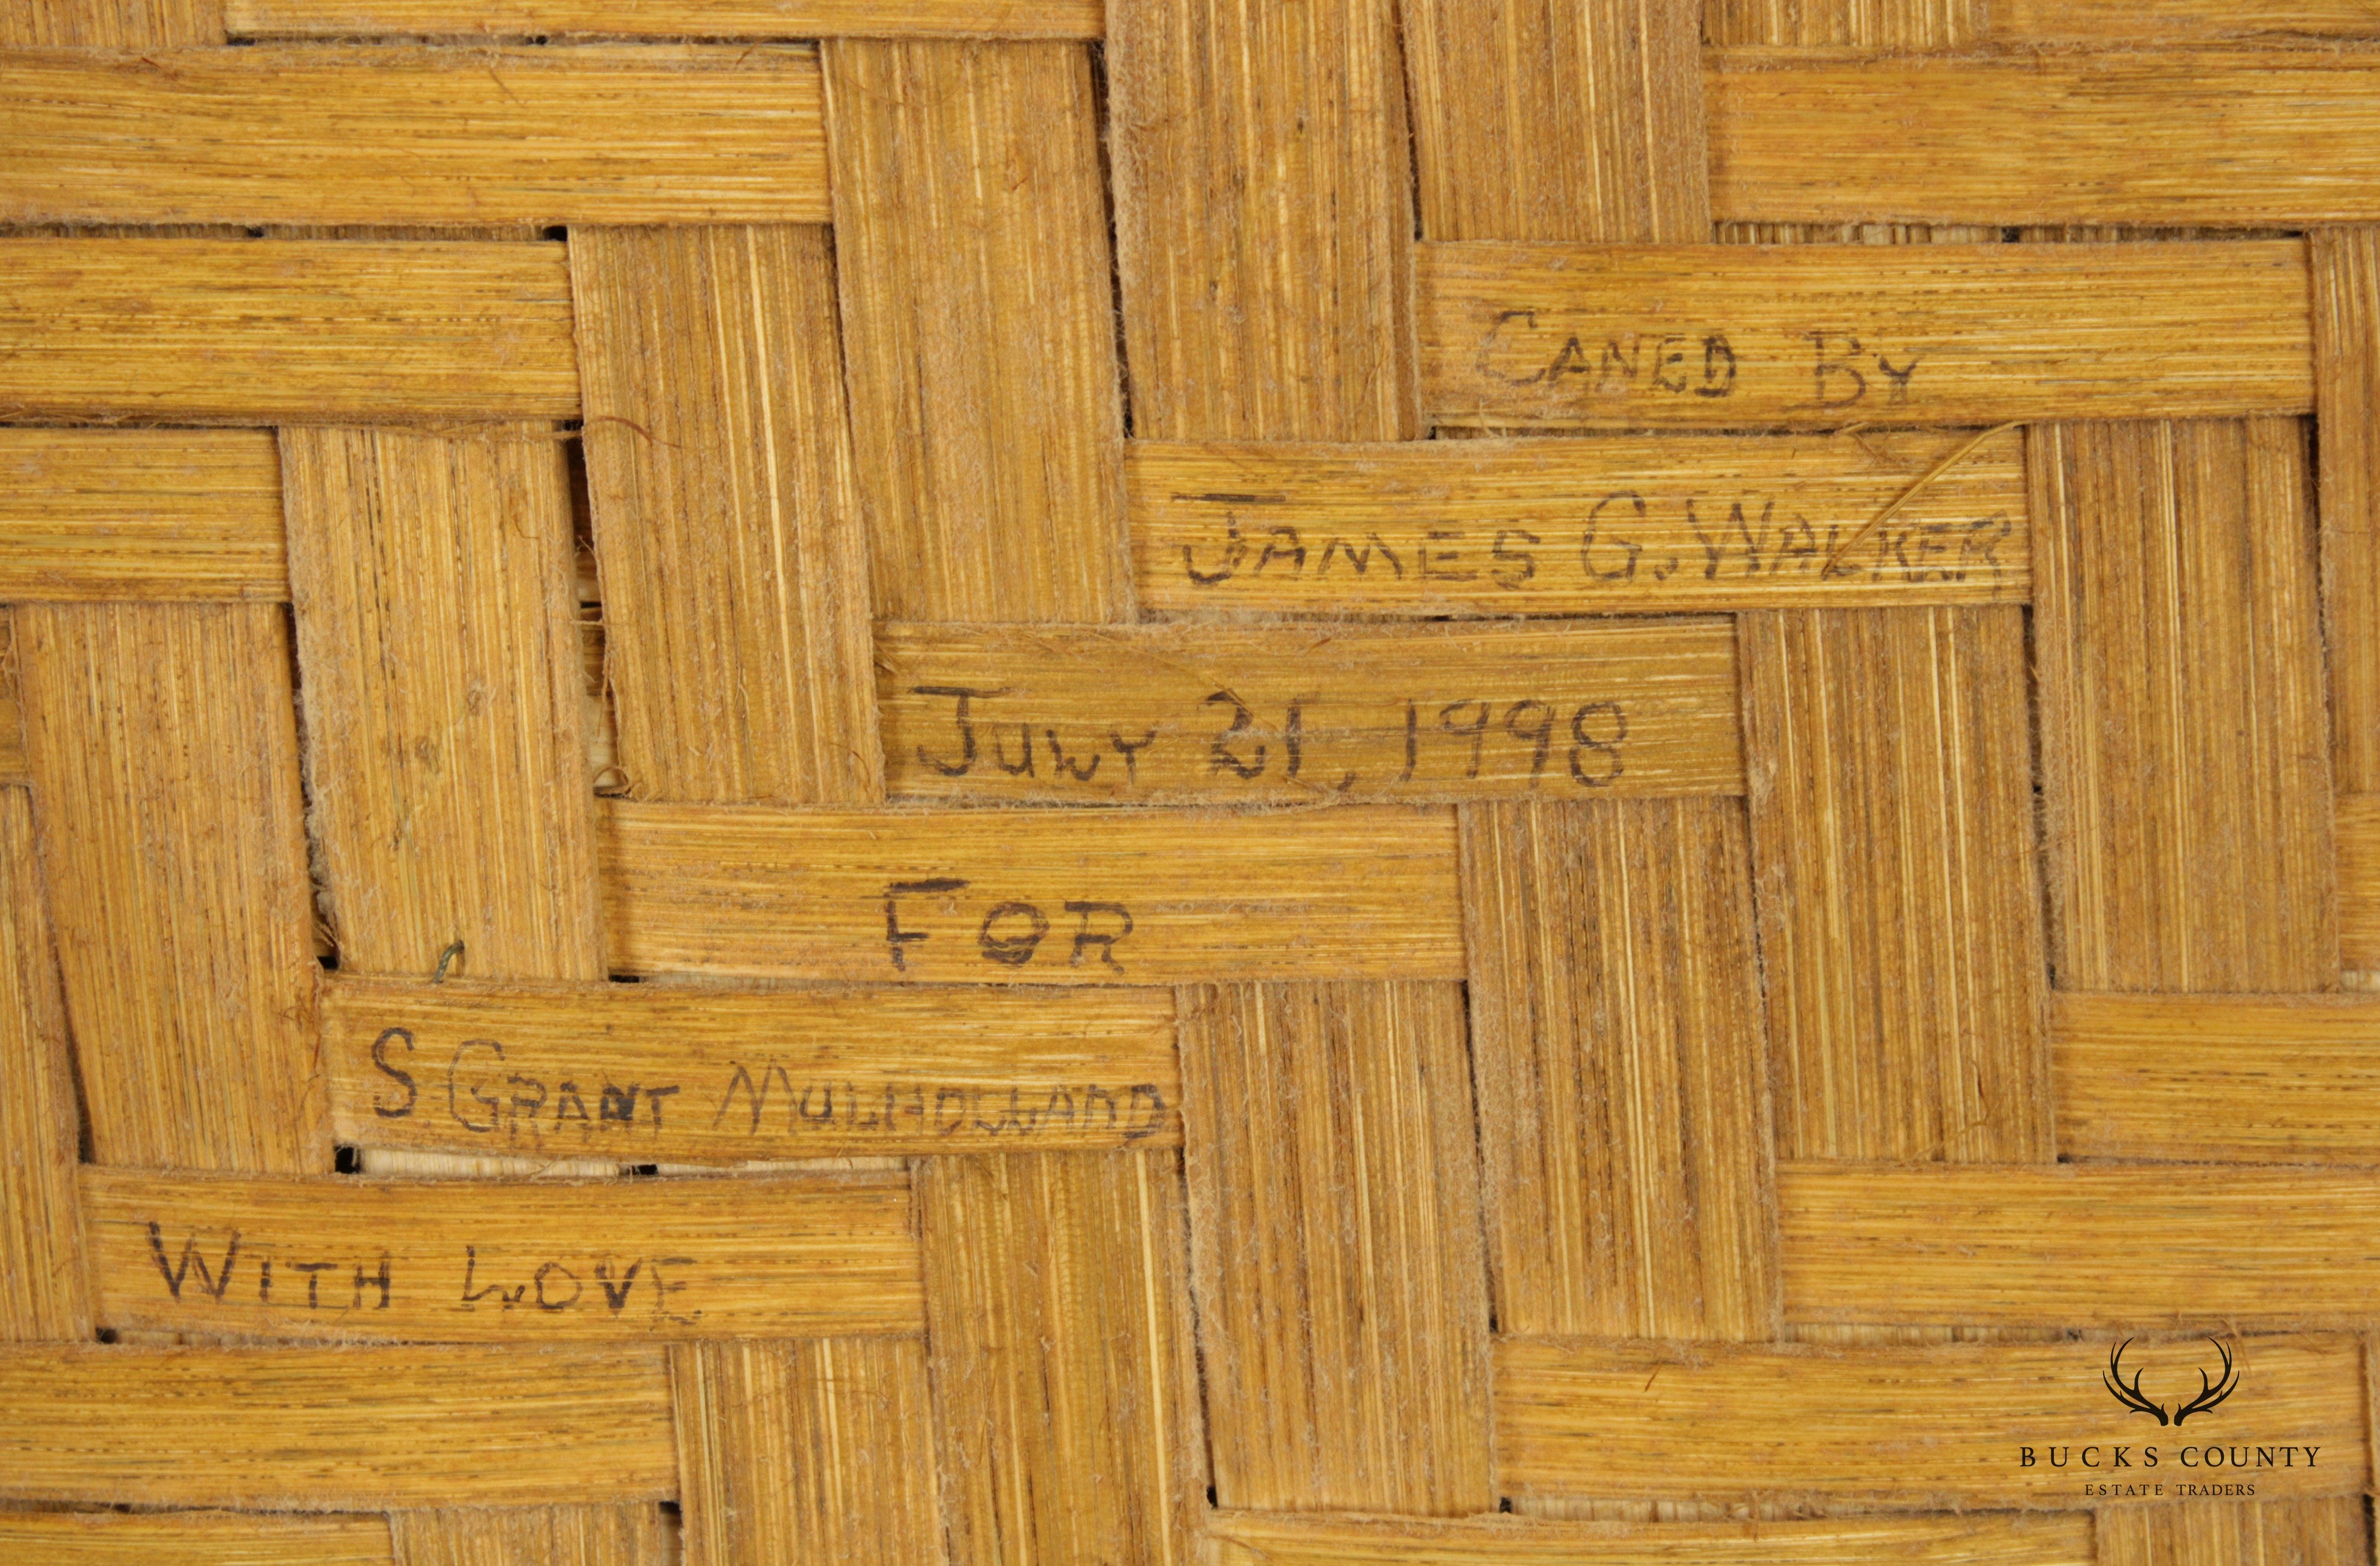 CANED BY
JAMES G. WALKER
JULY 21, 1998
FOR
S. GRANT MULHOLLAND
WITH LOVE
BUCKS COUNTY
ESTATE TRADERS